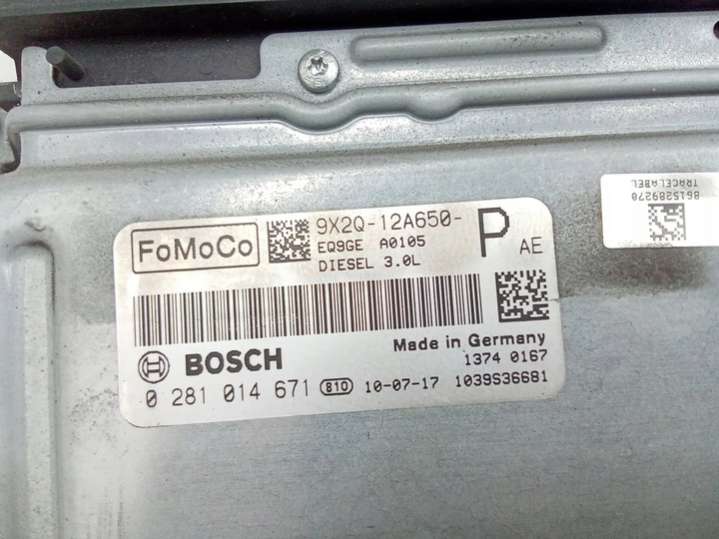 FoMoCo
9X2Q-12A650-
P AE
EQ9GE A0105
DIESEL 3.0L
BOSCH
Made in Germany
1374 0167
0 281 014 671 810 10-07-17 1039S36681
8615289270
TRACELABEL